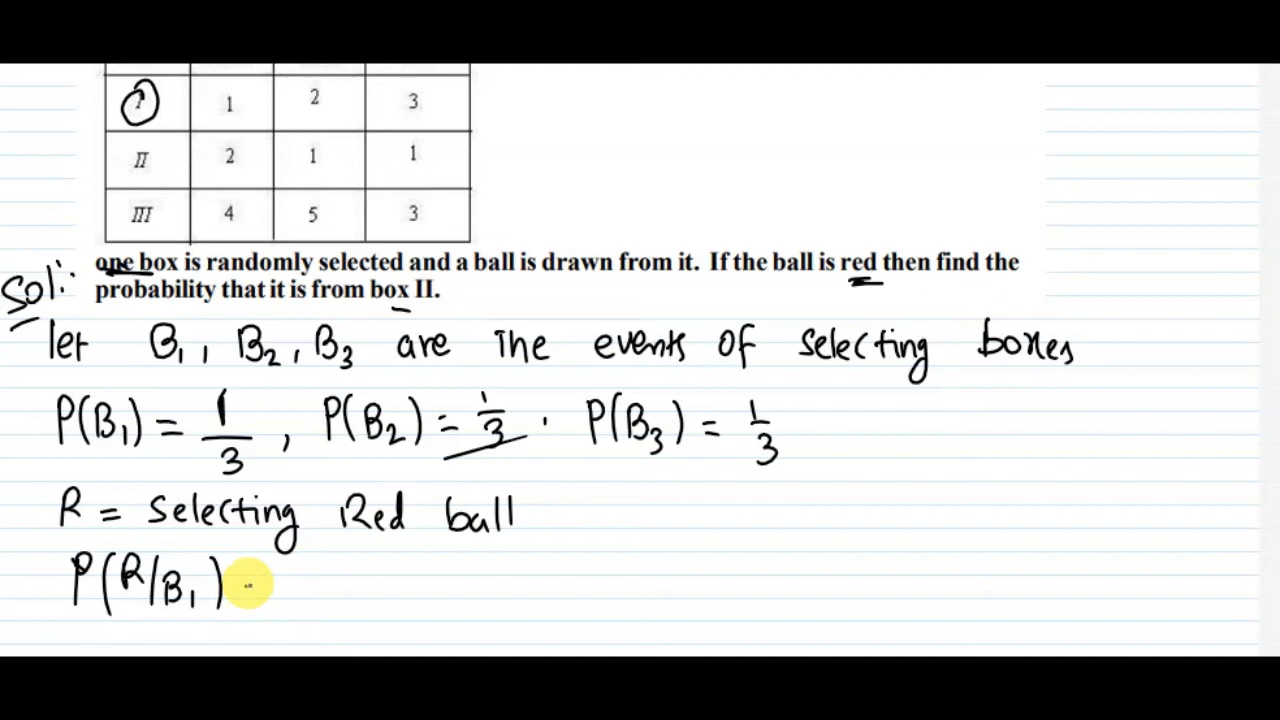 I 1 2 3
II 2 1 1
III 4 5 3
one box is randomly selected and a ball is drawn from it. If the ball is red then find the
Sol: probability that it is from box II.
let B₁, B₂, B₃ are the events of selecting boxes
P(B₁) = 1/3, P(B₂) = 1/3. P(B₃) = 1/3
R = selecting Red ball
P(R/B₁)